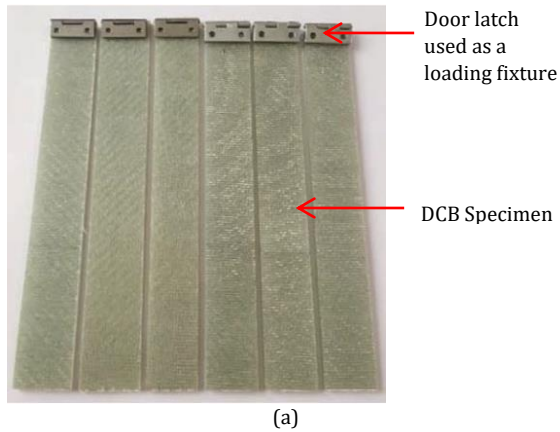 Door latch
used as a
loading fixture
DCB Specimen
(a)